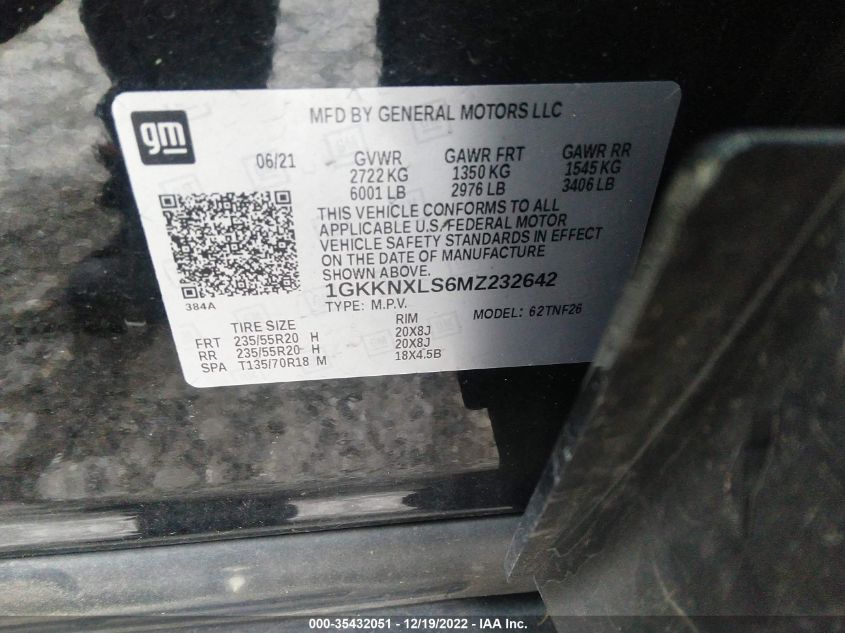 gm
MFD BY GENERAL MOTORS LLC
06/21 GVWR GAWR FRT GAWR RR
2722 KG 1350 KG 1545 KG
6001 LB 2976 LB 3406 LB
THIS VEHICLE CONFORMS TO ALL
APPLICABLE U.S. FEDERAL MOTOR
VEHICLE SAFETY STANDARDS IN EFFECT
ON THE DATE OF MANUFACTURE
SHOWN ABOVE.
1GKKNXLS6MZ232642
384A
TYPE: M.P.V. MODEL: 62TNF26
TIRE SIZE RIM
FRT 235/55R20 H 20X8J
RR 235/55R20 H 20X8J
SPA T135/70R18 M 18X4.5B
000-35432051 - 12/19/2022 - IAA Inc.